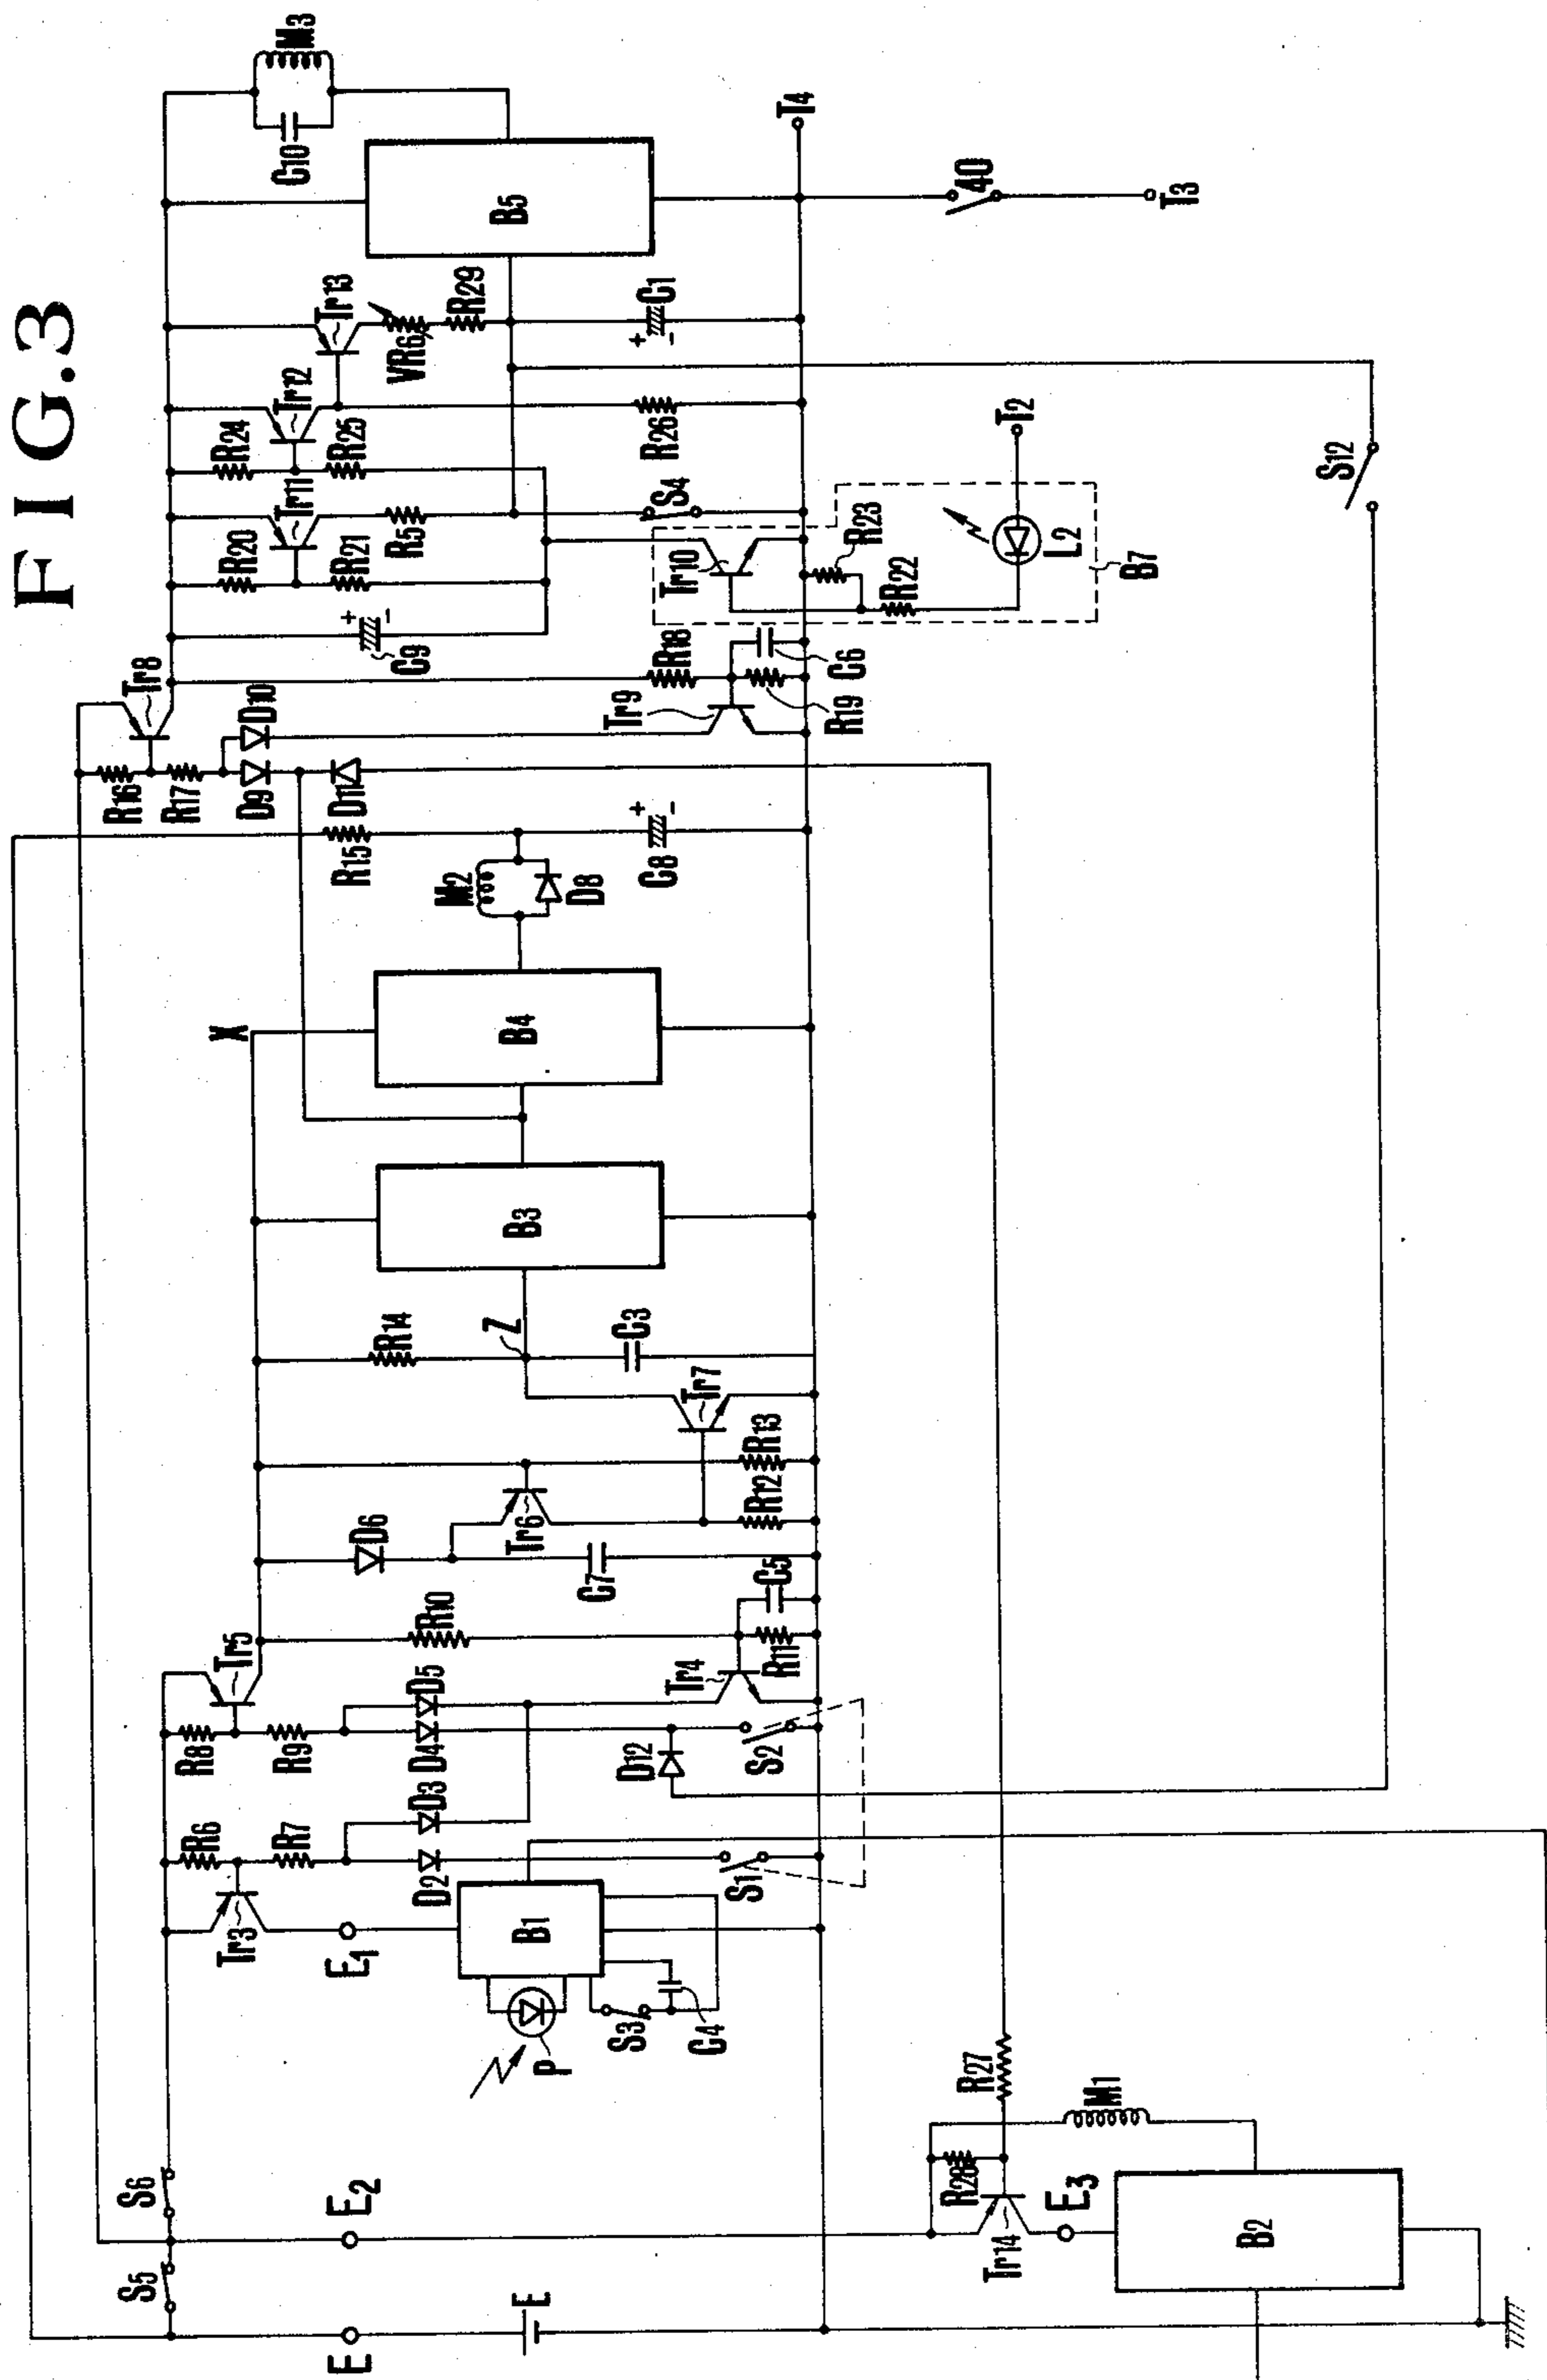 FIG.3
S5
S6
E
E
E2
E1
Tr3
R6
R7
D2
D3
B1
P
S3
C4
S1
R8
R9
Tr5
D4
D5
D12
S2
Tr4
R10
R11
C5
D6
C7
Tr6
R12
R13
Tr7
R14
Z
C3
B3
X
B4
M2
D8
R15
C8
R16
R17
Tr8
D9
D10
D11
Tr9
R18
R19
C6
C9
R20
R21
Tr11
R5
S4
Tr10
R23
R22
L2
T2
B7
R24
R25
Tr12
R26
Tr13
VR6
R29
C1
B5
C10
M3
T4
40
T3
S12
R27
R28
M1
Tr14
E3
B2